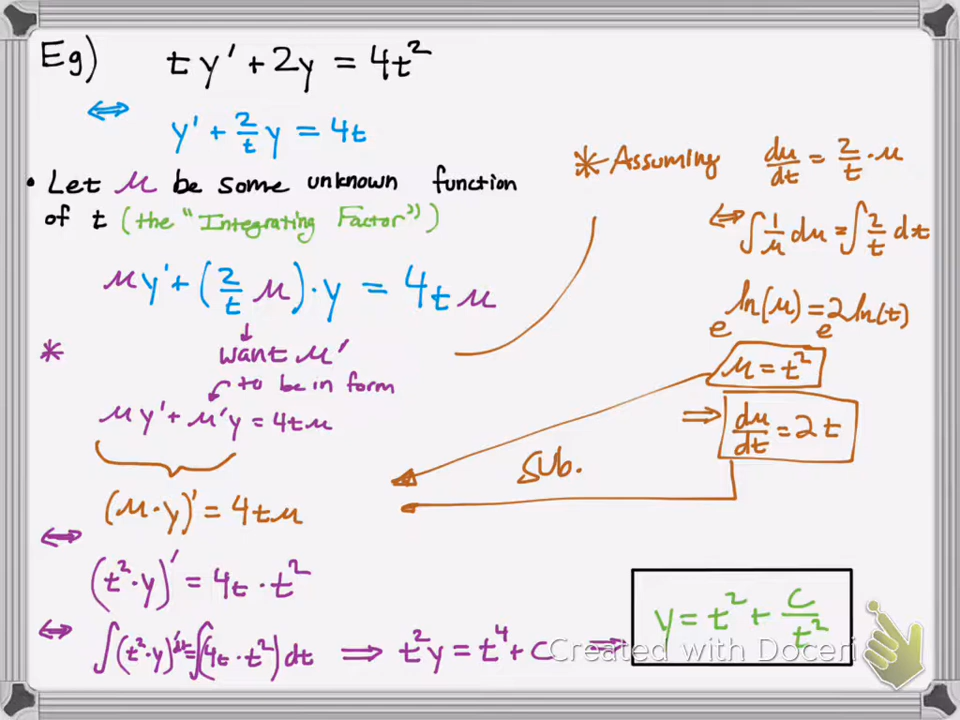 Eg) ty' + 2y = 4t²
⇔ y' + 2/t y = 4t
• Let μ be some unknown function
of t (the "Integrating Factor")
μy' + (2/t μ)·y = 4tμ
* want μ'
to be in form
μy' + μ'y = 4tμ
(μ·y)' = 4tμ
⇔
(t²·y)' = 4t·t²
⇔ ∫(t²·y)'dt = ∫(4t·t²)dt ⇒ t²y = t⁴ + C ⇒
* Assuming du/dt = 2/t · μ
⇔ ∫ 1/μ du = ∫ 2/t dt
e^ln(μ) = e^2ln(t)
μ = t²
⇒ du/dt = 2t
Sub.
y = t² + C/t²
Created with Doceri